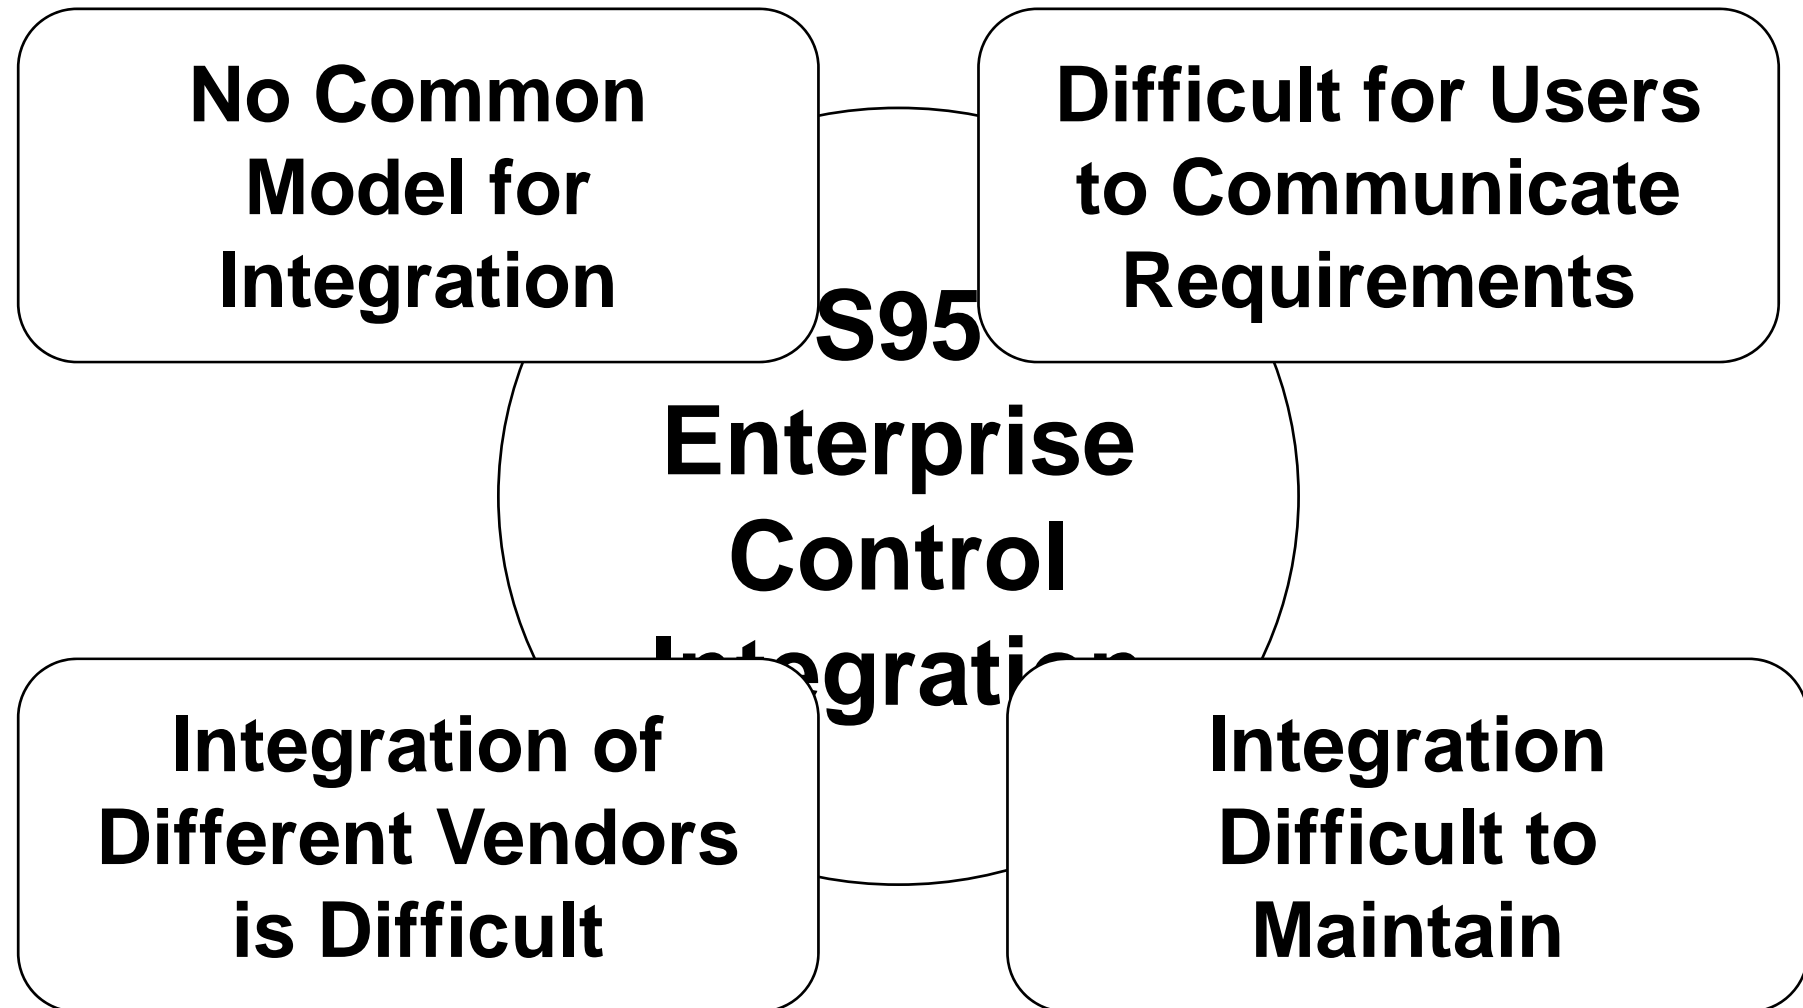 No Common
Model for
Integration
Difficult for Users
to Communicate
Requirements
S95
Enterprise
Control
Integration
Integration of
Different Vendors
is Difficult
Integration
Difficult to
Maintain